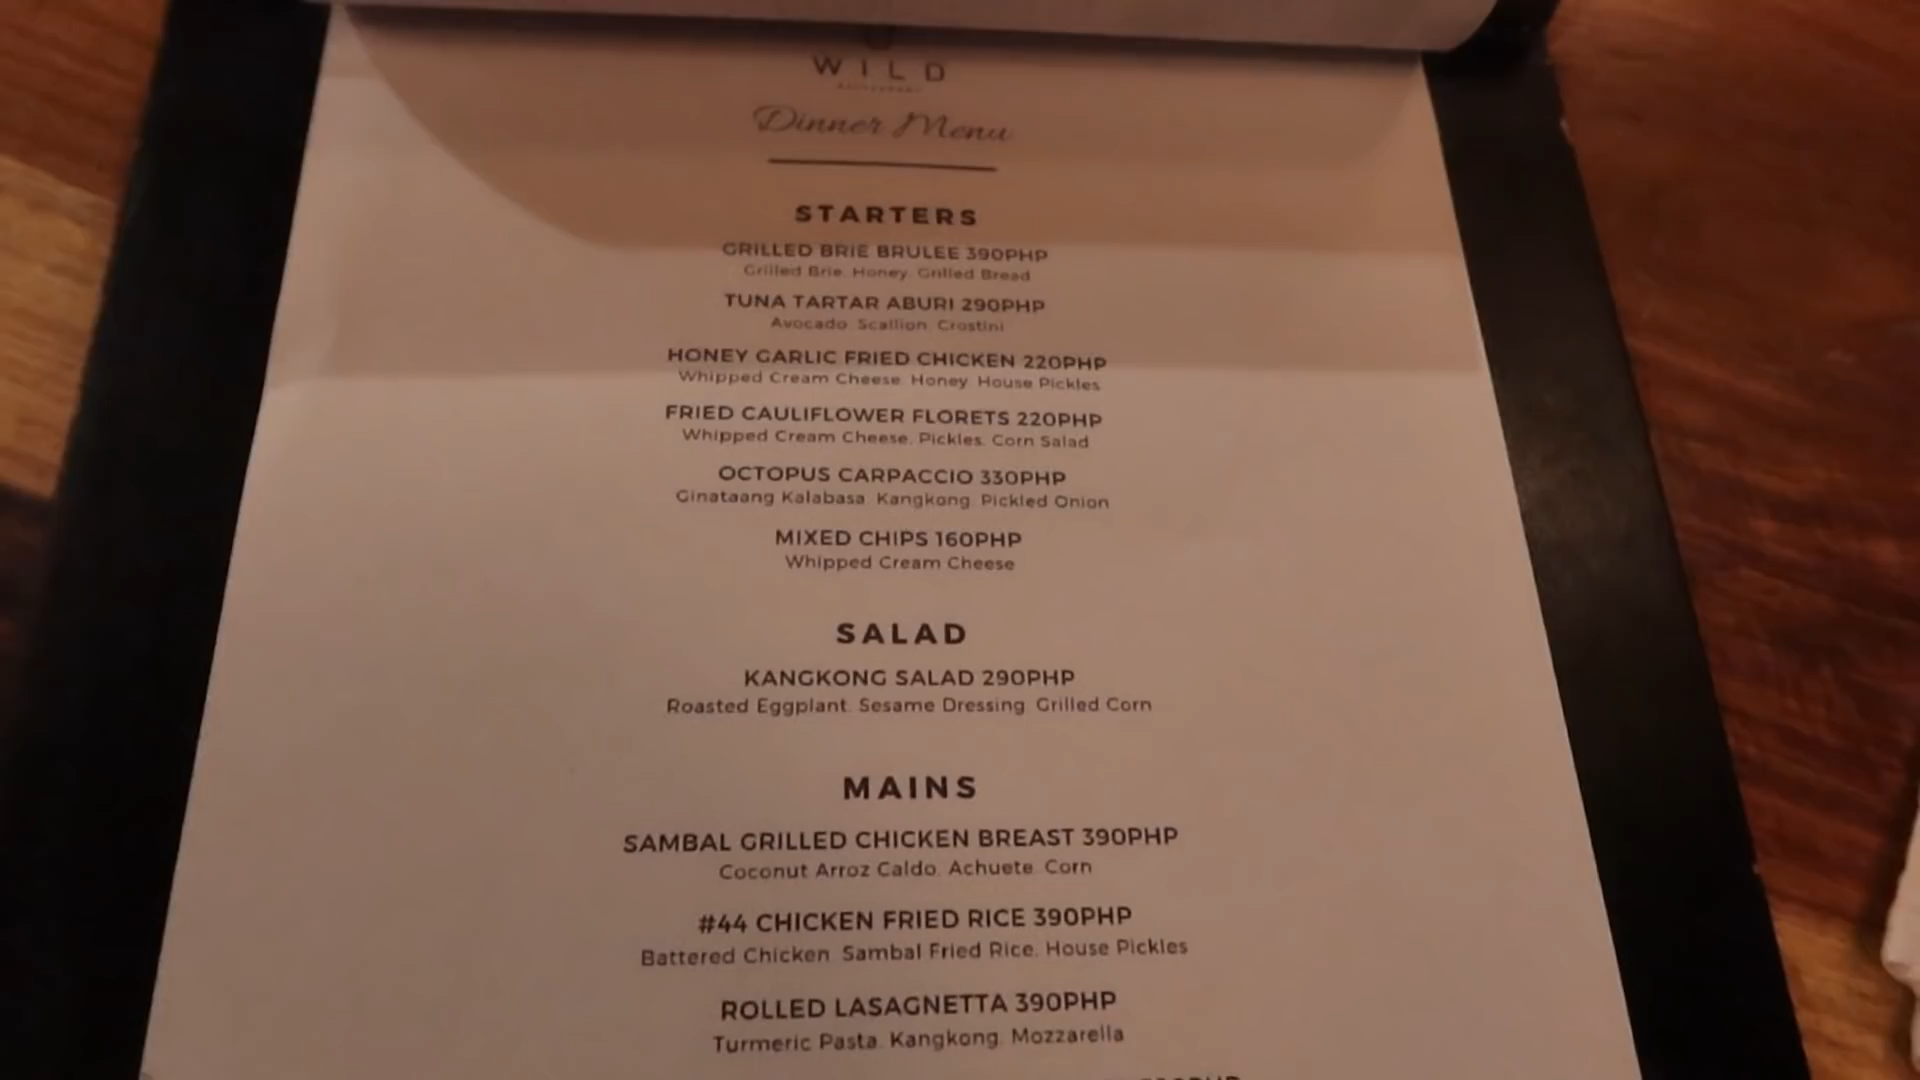 WILD
Dinner Menu
STARTERS
GRILLED BRIE BRULEE 390PHP
Grilled Brie. Honey. Grilled Bread
TUNA TARTAR ABURI 290PHP
Avocado. Scallion. Crostini
HONEY GARLIC FRIED CHICKEN 220PHP
Whipped Cream Cheese. Honey. House Pickles
FRIED CAULIFLOWER FLORETS 220PHP
Whipped Cream Cheese. Pickles. Corn Salad
OCTOPUS CARPACCIO 330PHP
Ginataang Kalabasa. Kangkong. Pickled Onion
MIXED CHIPS 160PHP
Whipped Cream Cheese
SALAD
KANGKONG SALAD 290PHP
Roasted Eggplant. Sesame Dressing. Grilled Corn
MAINS
SAMBAL GRILLED CHICKEN BREAST 390PHP
Coconut Arroz Caldo. Achuete. Corn
#44 CHICKEN FRIED RICE 390PHP
Battered Chicken. Sambal Fried Rice. House Pickles
ROLLED LASAGNETTA 390PHP
Turmeric Pasta. Kangkong. Mozzarella